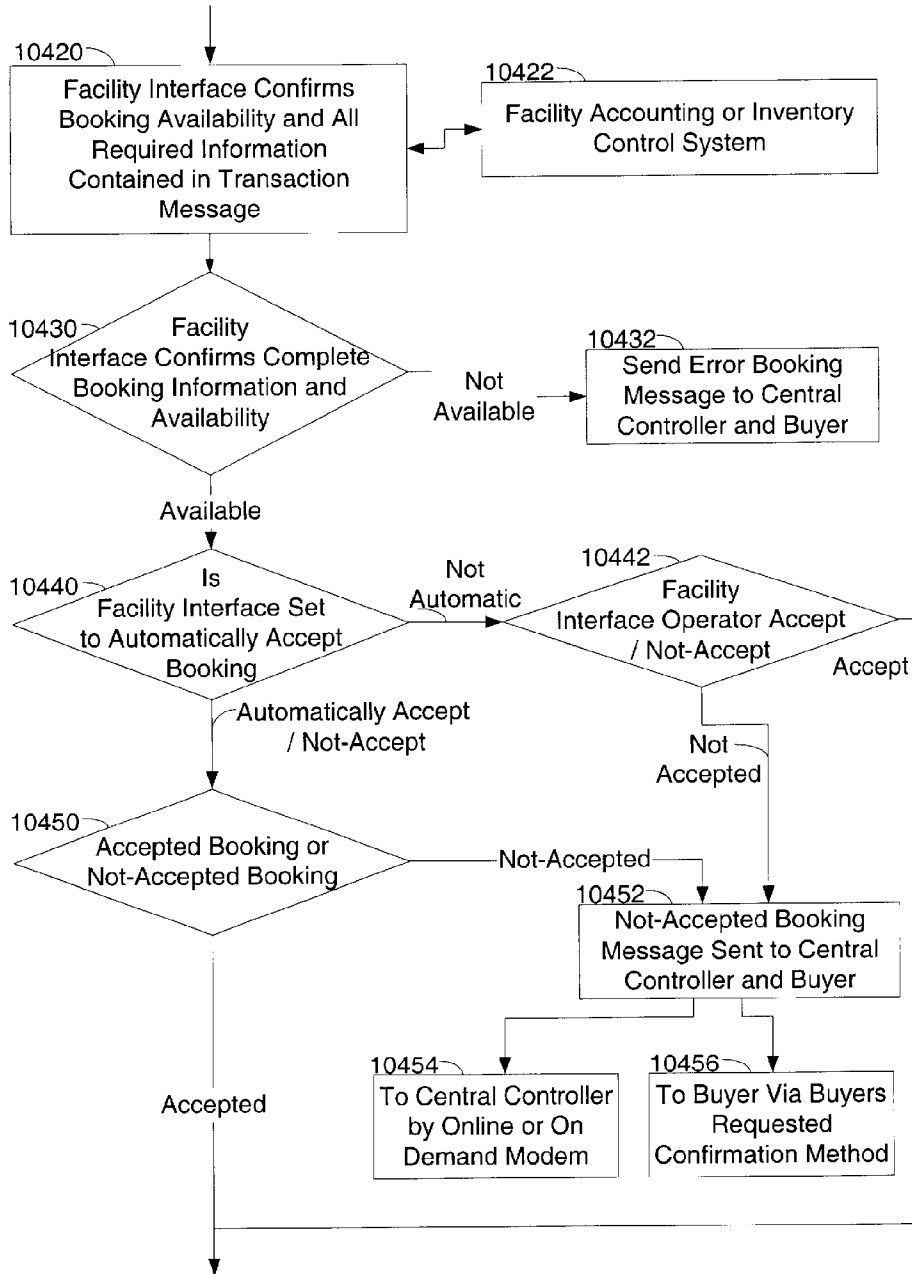 10420
Facility Interface Confirms
Booking Availability and All
Required Information
Contained in Transaction
Message
10422
Facility Accounting or Inventory
Control System
10430
Facility
Interface Confirms Complete
Booking Information and
Availability
Not
Available
10432
Send Error Booking
Message to Central
Controller and Buyer
Available
10440
Is
Facility Interface Set
to Automatically Accept
Booking
Not
Automatic
10442
Facility
Interface Operator Accept
/ Not-Accept
Accept
Automatically Accept
/ Not-Accept
Not
Accepted
10450
Accepted Booking or
Not-Accepted Booking
Not-Accepted
10452
Not-Accepted Booking
Message Sent to Central
Controller and Buyer
10454
To Central Controller
by Online or On
Demand Modem
10456
To Buyer Via Buyers
Requested
Confirmation Method
Accepted